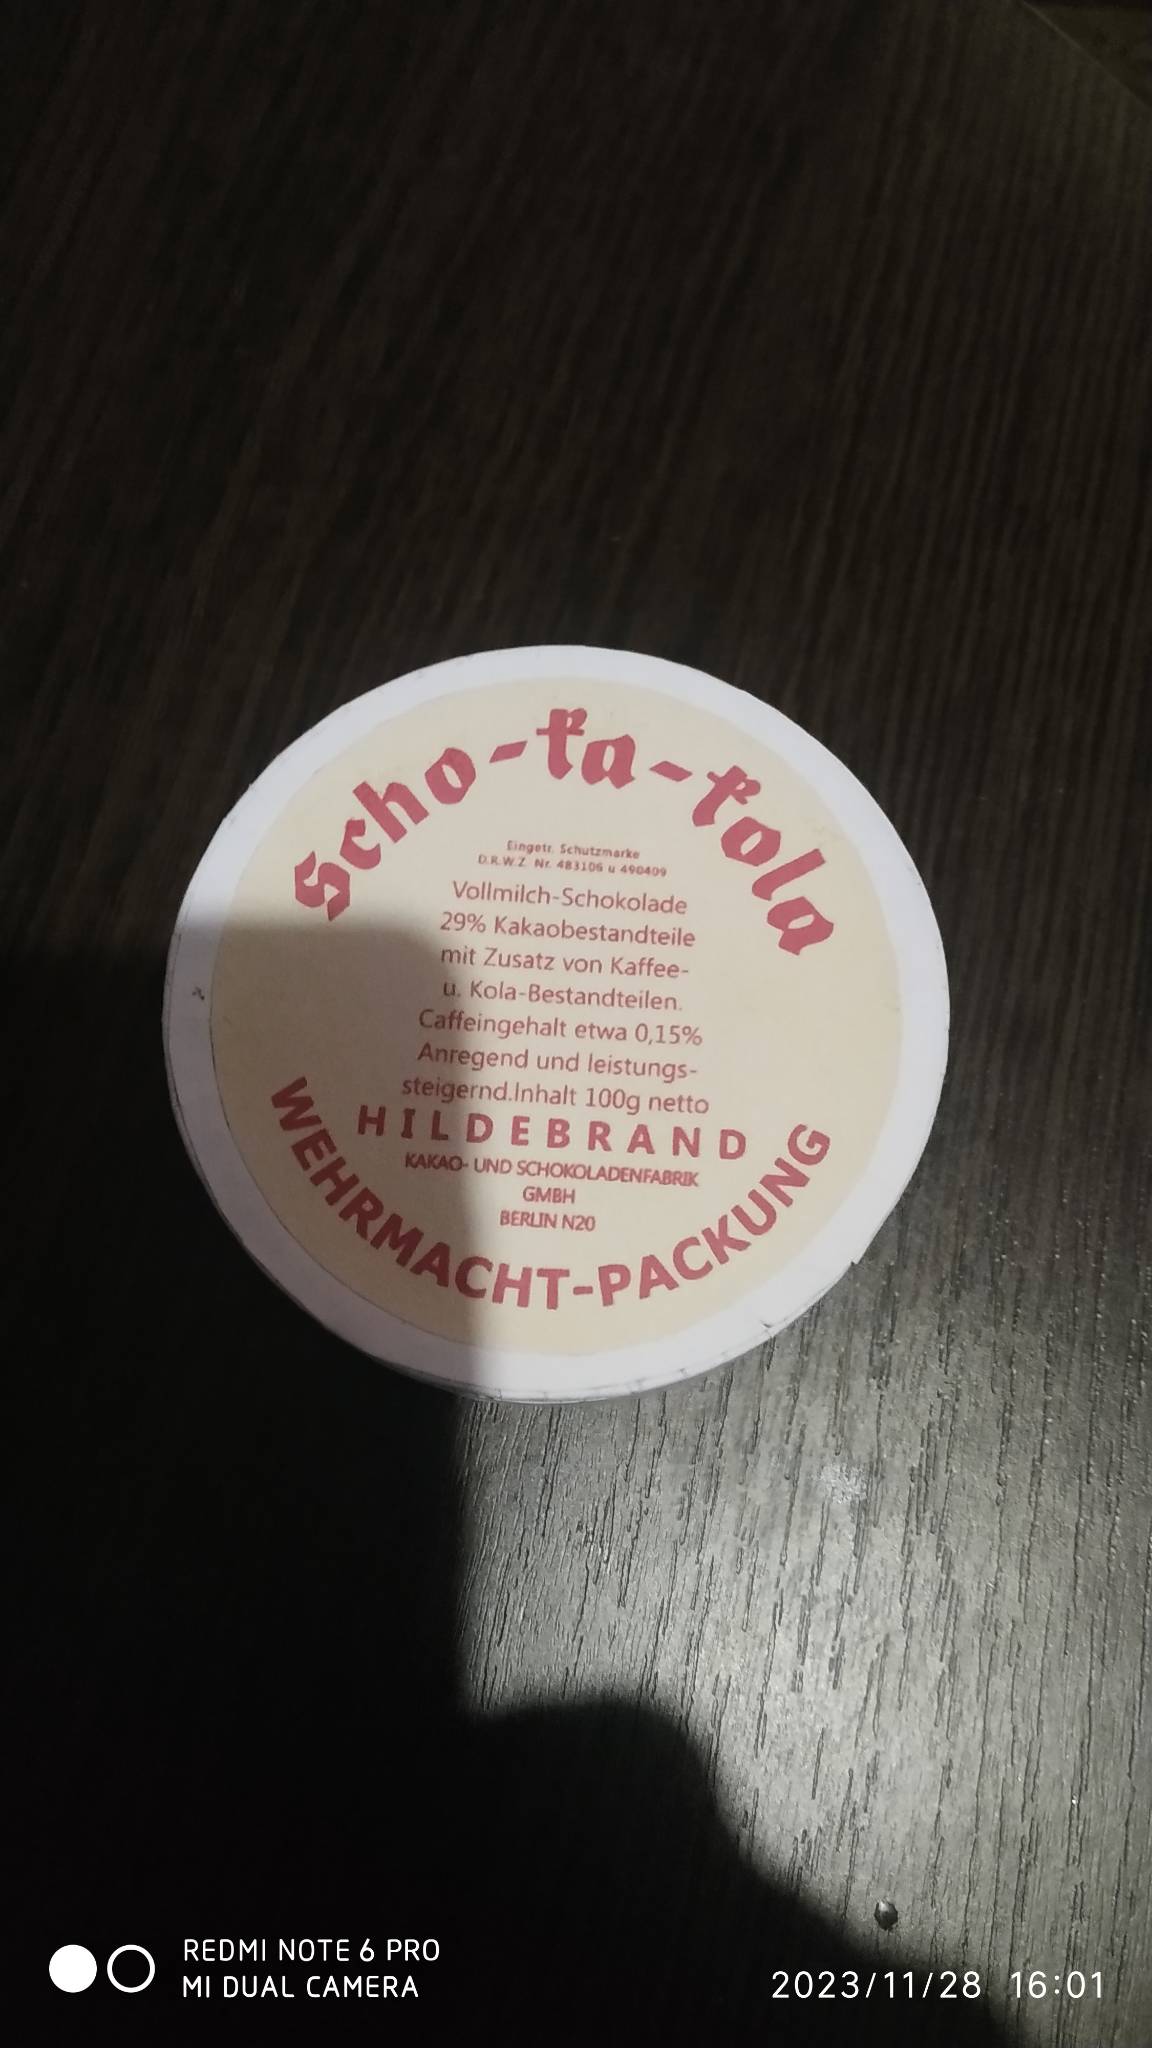 Scho-ka-kola
Eingetr. Schutzmarke
D.R.W.Z. Nr. 483106 u 490409
Vollmilch-Schokolade
29% Kakaobestandteile
mit Zusatz von Kaffee-
u. Kola-Bestandteilen.
Caffeingehalt etwa 0,15%
Anregend und leistungs-
steigernd.Inhalt 100g netto
HILDEBRAND
KAKAO- UND SCHOKOLADENFABRIK
GMBH
BERLIN N20
WEHRMACHT-PACKUNG
REDMI NOTE 6 PRO
MI DUAL CAMERA
2023/11/28 16:01